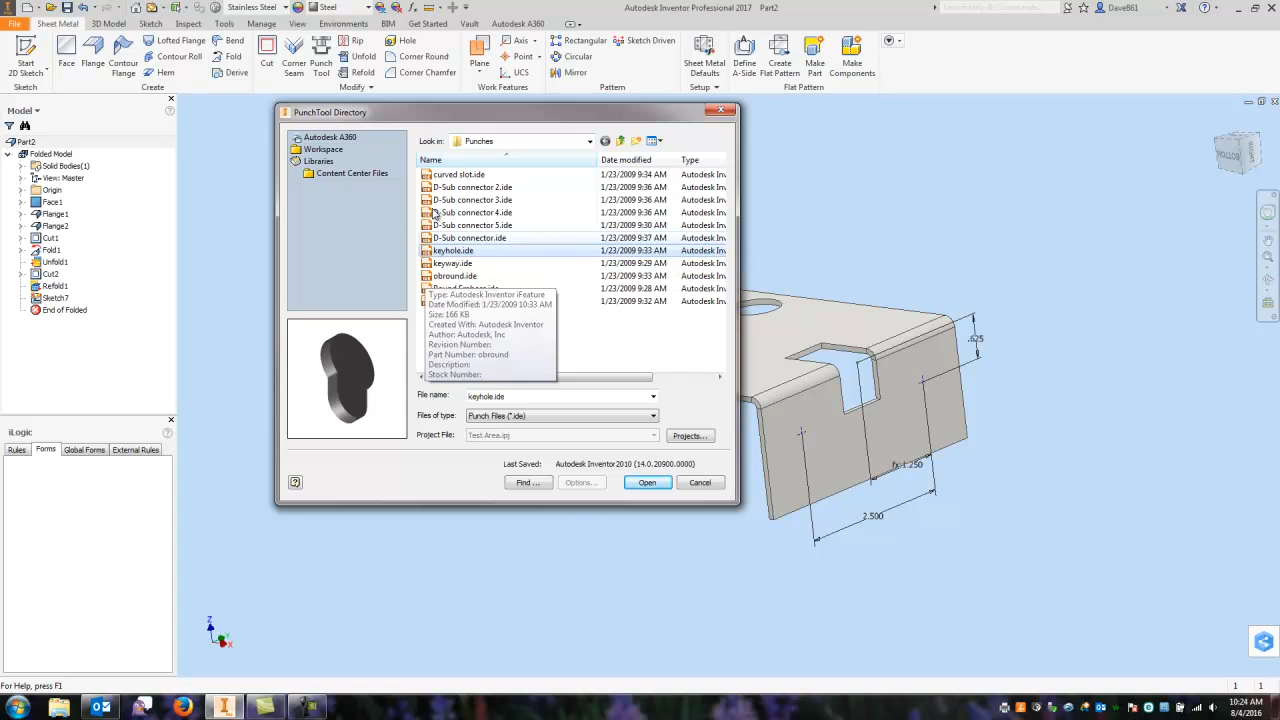 Stainless Steel
Steel
Autodesk Inventor Professional 2017 Part2
Dave861
File Sheet Metal 3D Model Sketch Inspect Tools Manage View Environments BIM Get Started Vault Autodesk A360
Start
2D Sketch
Face
Flange
Contour
Flange
Lofted Flange
Contour Roll
Hem
Bend
Fold
Derive
Cut
Corner
Seam
Punch
Tool
Rip
Unfold
Refold
Hole
Corner Round
Corner Chamfer
Plane
Axis
Point
UCS
Rectangular
Circular
Mirror
Sketch Driven
Sheet Metal
Defaults
Define
A-Side
Create
Flat Pattern
Make
Part
Make
Components
Sketch Create Modify Work Features Pattern Setup Flat Pattern
Model
Part2
Folded Model
Solid Bodies(1)
View: Master
Origin
Face1
Flange1
Flange2
Cut1
Fold1
Unfold1
Cut2
Refold1
Sketch7
End of Folded
iLogic
Rules Forms Global Forms External Rules
PunchTool Directory
Autodesk A360
Workspace
Libraries
Content Center Files
Look in: Punches
Name Date modified Type
curved slot.ide 1/23/2009 9:34 AM Autodesk Inv
D-Sub connector 2.ide 1/23/2009 9:36 AM Autodesk Inv
D-Sub connector 3.ide 1/23/2009 9:36 AM Autodesk Inv
D-Sub connector 4.ide 1/23/2009 9:36 AM Autodesk Inv
D-Sub connector 5.ide 1/23/2009 9:36 AM Autodesk Inv
D-Sub connector.ide 1/23/2009 9:37 AM Autodesk Inv
keyhole.ide 1/23/2009 9:33 AM Autodesk Inv
keyway.ide 1/23/2009 9:29 AM Autodesk Inv
obround.ide 1/23/2009 9:33 AM Autodesk Inv
Round Emboss.ide 1/23/2009 9:28 AM Autodesk Inv
1/23/2009 9:32 AM Autodesk Inv
Type: Autodesk Inventor iFeature
Date Modified: 1/23/2009 10:33 AM
Size: 166 KB
Created With: Autodesk Inventor
Author: Autodesk, Inc
Revision Number:
Part Number: obround
Description:
Stock Number:
File name: keyhole.ide
Files of type: Punch Files (*.ide)
Project File: Test Area.ipj
Projects...
Last Saved: Autodesk Inventor2010 (14.0.20900.0000)
Find ... Options... Open Cancel
.625
fx:1.250
2.500
BOTTOM
Z
Y
X
For Help, press F1
1 1
10:24 AM
8/4/2016